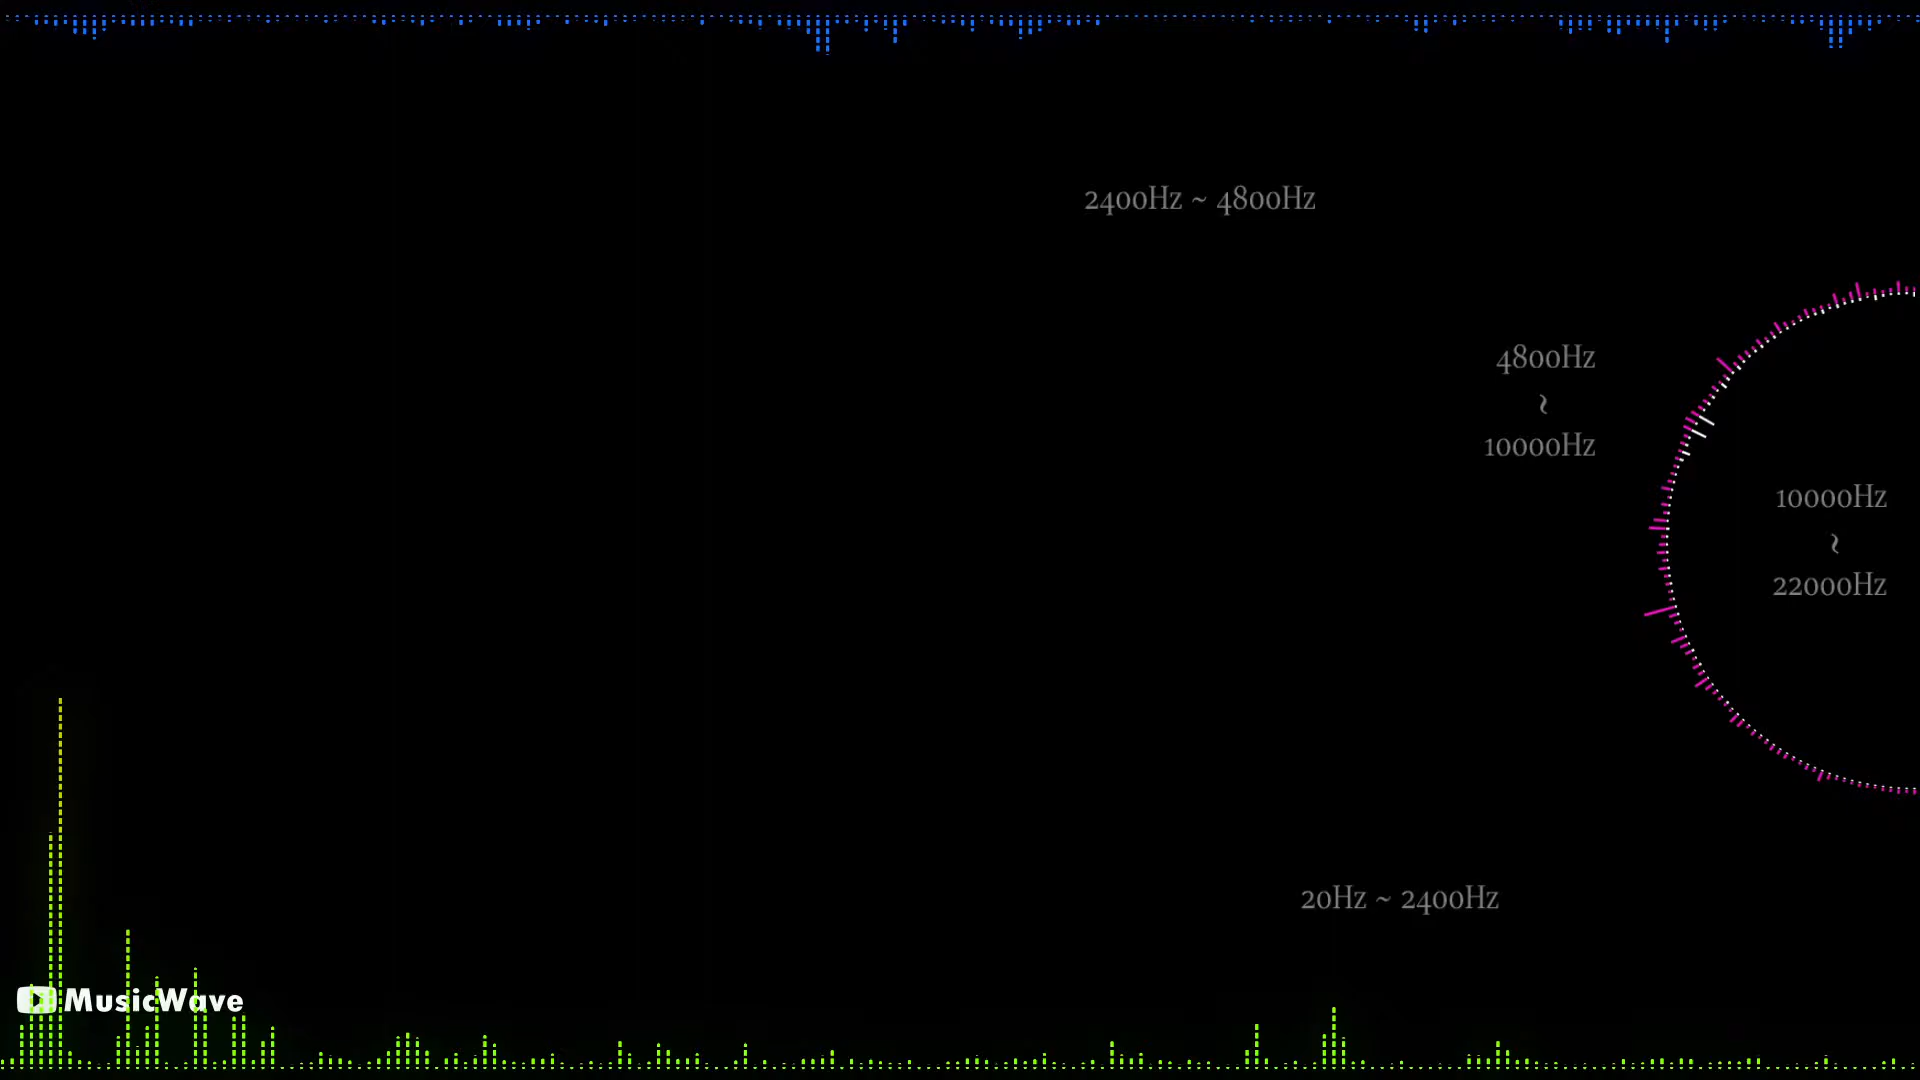 2400Hz ~ 4800Hz
4800Hz
~
10000Hz
10000Hz
~
22000Hz
20Hz ~ 2400Hz
MusicWave